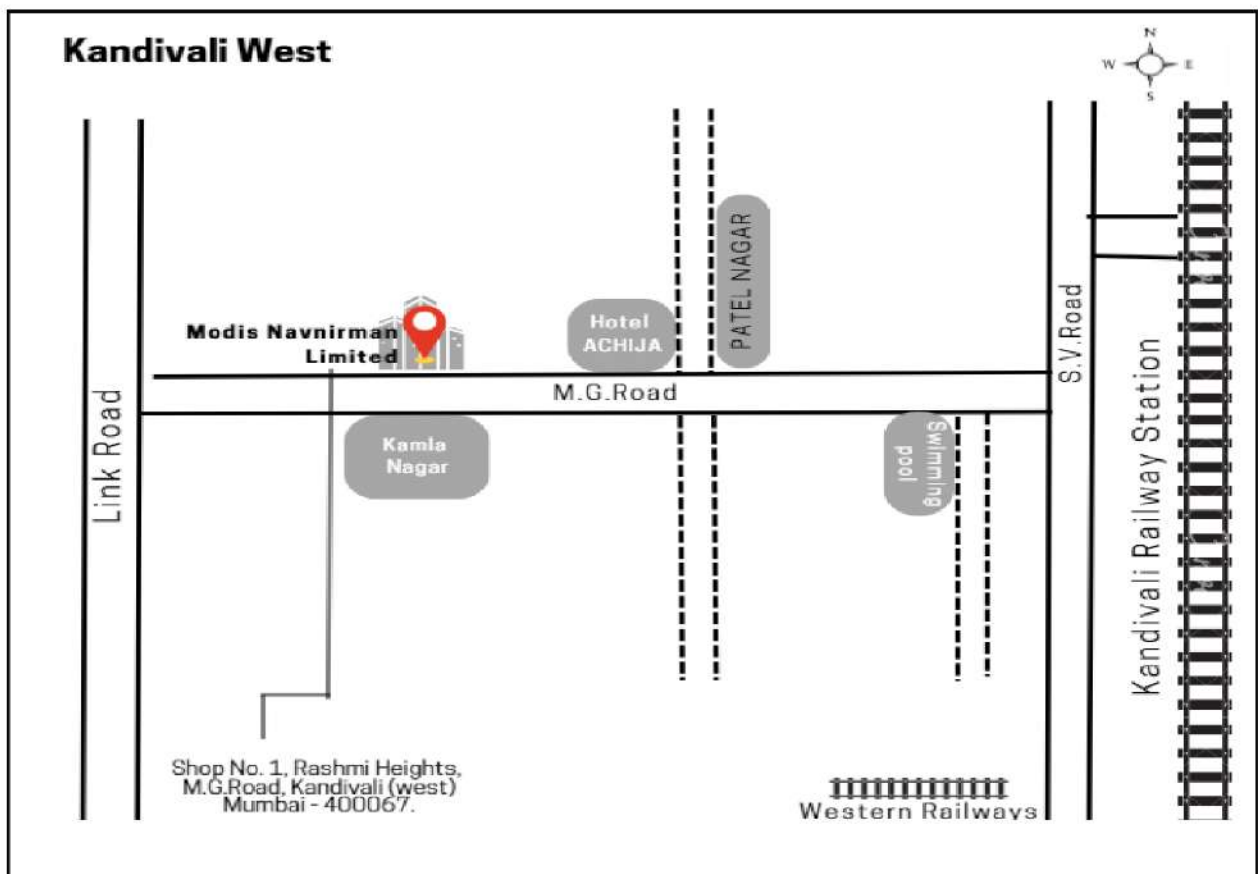 Kandivali West
N
W E
S
PATEL NAGAR
Hotel
ACHIJA
Modis Navnirman
Limited
M.G.Road
S.V.Road
Link Road
Kamla
Nagar
Swimming
pool
Kandivali Railway Station
Shop No. 1, Rashmi Heights,
M.G.Road, Kandivali (west)
Mumbai - 400067.
Western Railways